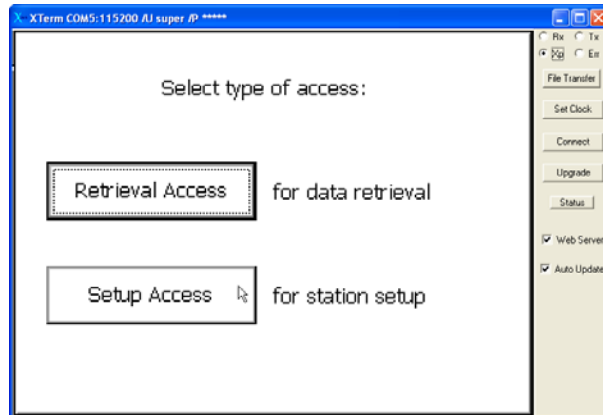 XTerm COM5:115200 /U super /P *****
Rx Tx
Xp Err
Select type of access:
File Transfer
Set Clock
Connect
Upgrade
Status
Web Server
Auto Update
Retrieval Access for data retrieval
Setup Access for station setup